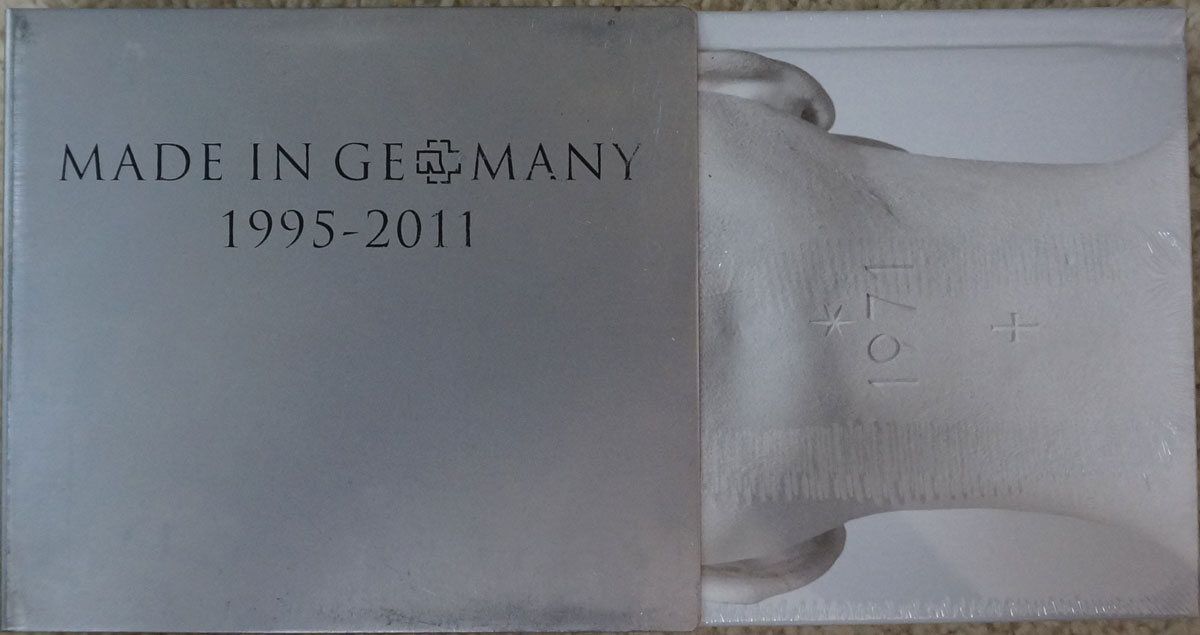 MADE IN GERMANY
1995-2011
* 1971
+